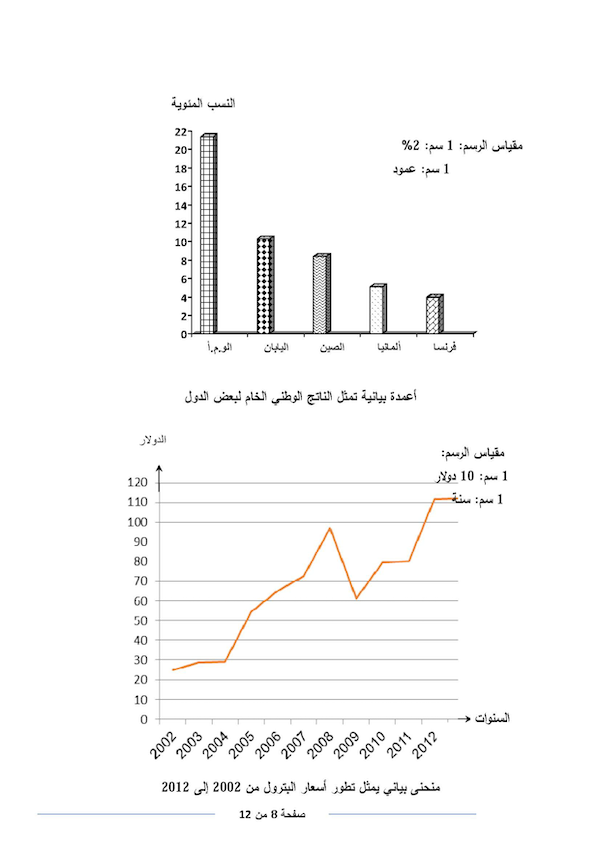 النسب المئوية
مقياس الرسم: 1 سم: 2%
1 سم: عمود
22
20
18
16
14
12
10
8
6
4
2
0
الو.م.أ
اليابان
الصين
ألمانيا
فرنسا
أعمدة بيانية تمثل الناتج الوطني الخام لبعض الدول
الدولار
مقياس الرسم:
1 سم: 10 دولار
1 سم: سنة
120
110
100
90
80
70
60
50
40
30
20
10
0
السنوات
2002
2003
2004
2005
2006
2007
2008
2009
2010
2011
2012
منحنى بياني يمثل تطور أسعار البترول من 2002 إلى 2012
صفحة 8 من 12